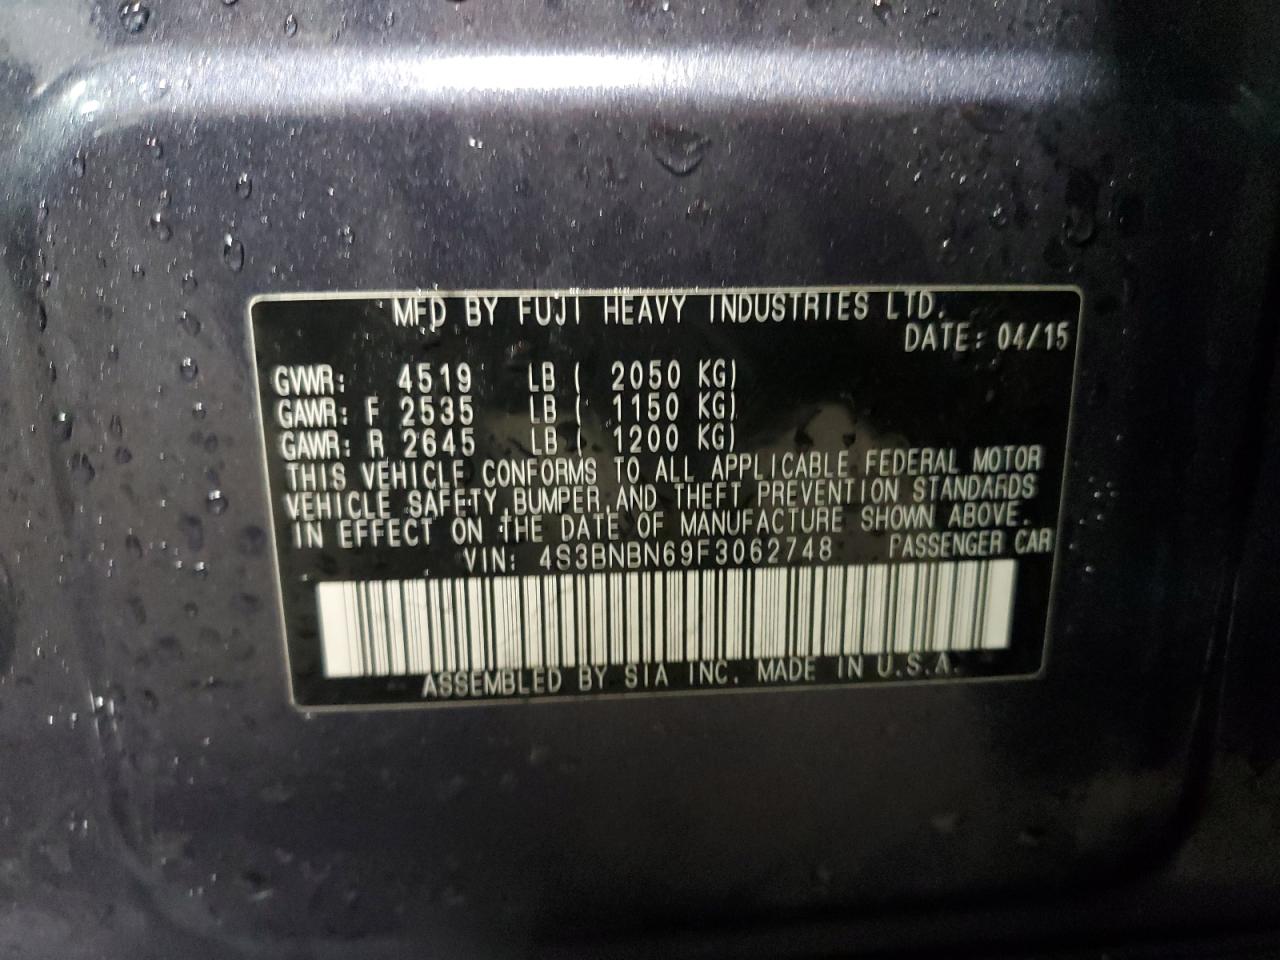 MFD BY FUJI HEAVY INDUSTRIES LTD.
DATE: 04/15
GVWR: 4519 LB ( 2050 KG)
GAWR: F 2535 LB ( 1150 KG)
GAWR: R 2645 LB ( 1200 KG)
THIS VEHICLE CONFORMS TO ALL APPLICABLE FEDERAL MOTOR
VEHICLE SAFETY,BUMPER,AND THEFT PREVENTION STANDARDS
IN EFFECT ON THE DATE OF MANUFACTURE SHOWN ABOVE.
VIN: 4S3BNBN69F3062748 PASSENGER CAR
ASSEMBLED BY SIA INC. MADE IN U.S.A.